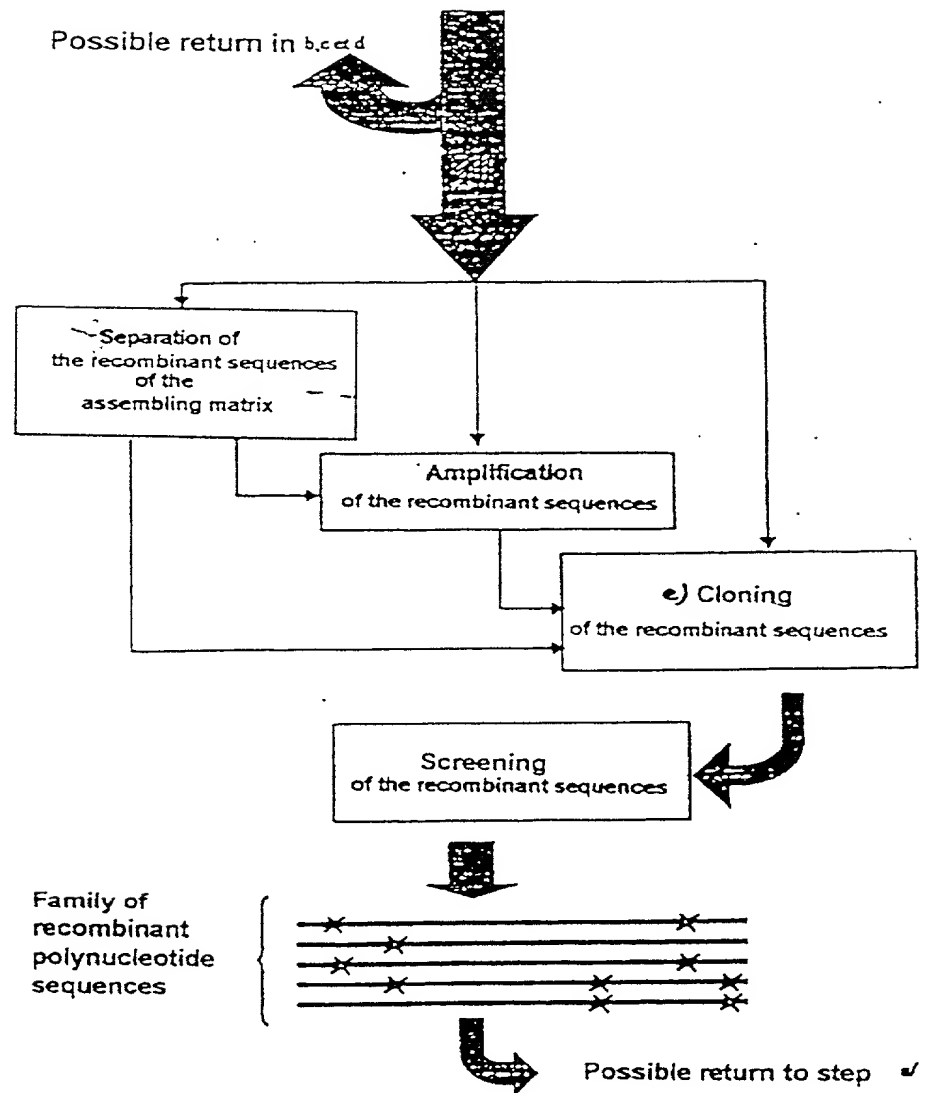 Possible return in b, c et d
Separation of
the recombinant sequences
of the
assembling matrix
Amplification
of the recombinant sequences
e) Cloning
of the recombinant sequences
Screening
of the recombinant sequences
Family of
recombinant
polynucleotide
sequences
Possible return to step